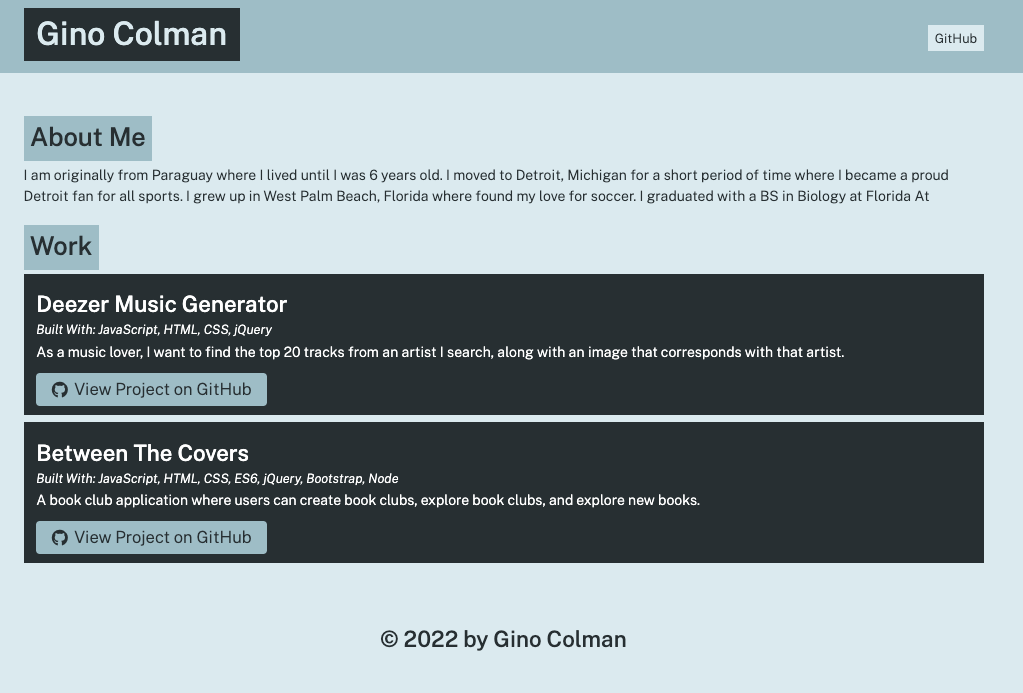 Gino Colman
GitHub
About Me
I am originally from Paraguay where I lived until I was 6 years old. I moved to Detroit, Michigan for a short period of time where I became a proud
Detroit fan for all sports. I grew up in West Palm Beach, Florida where found my love for soccer. I graduated with a BS in Biology at Florida At
Work
Deezer Music Generator
Built With: JavaScript, HTML, CSS, jQuery
As a music lover, I want to find the top 20 tracks from an artist I search, along with an image that corresponds with that artist.
View Project on GitHub
Between The Covers
Built With: JavaScript, HTML, CSS, ES6, jQuery, Bootstrap, Node
A book club application where users can create book clubs, explore book clubs, and explore new books.
View Project on GitHub
© 2022 by Gino Colman